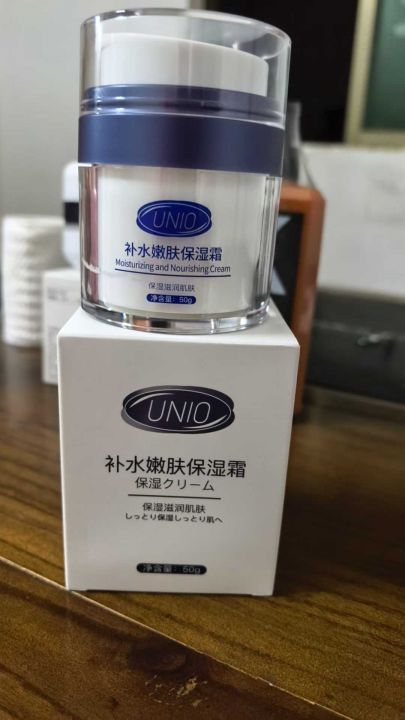 UNIO
补水嫩肤保湿霜
Moisturizing and Nourishing Cream
保湿滋润肌肤
净含量：50g
UNIO
补水嫩肤保湿霜
保湿クリーム
保湿滋润肌肤
しっとり保湿しっとり肌へ
净含量：50g